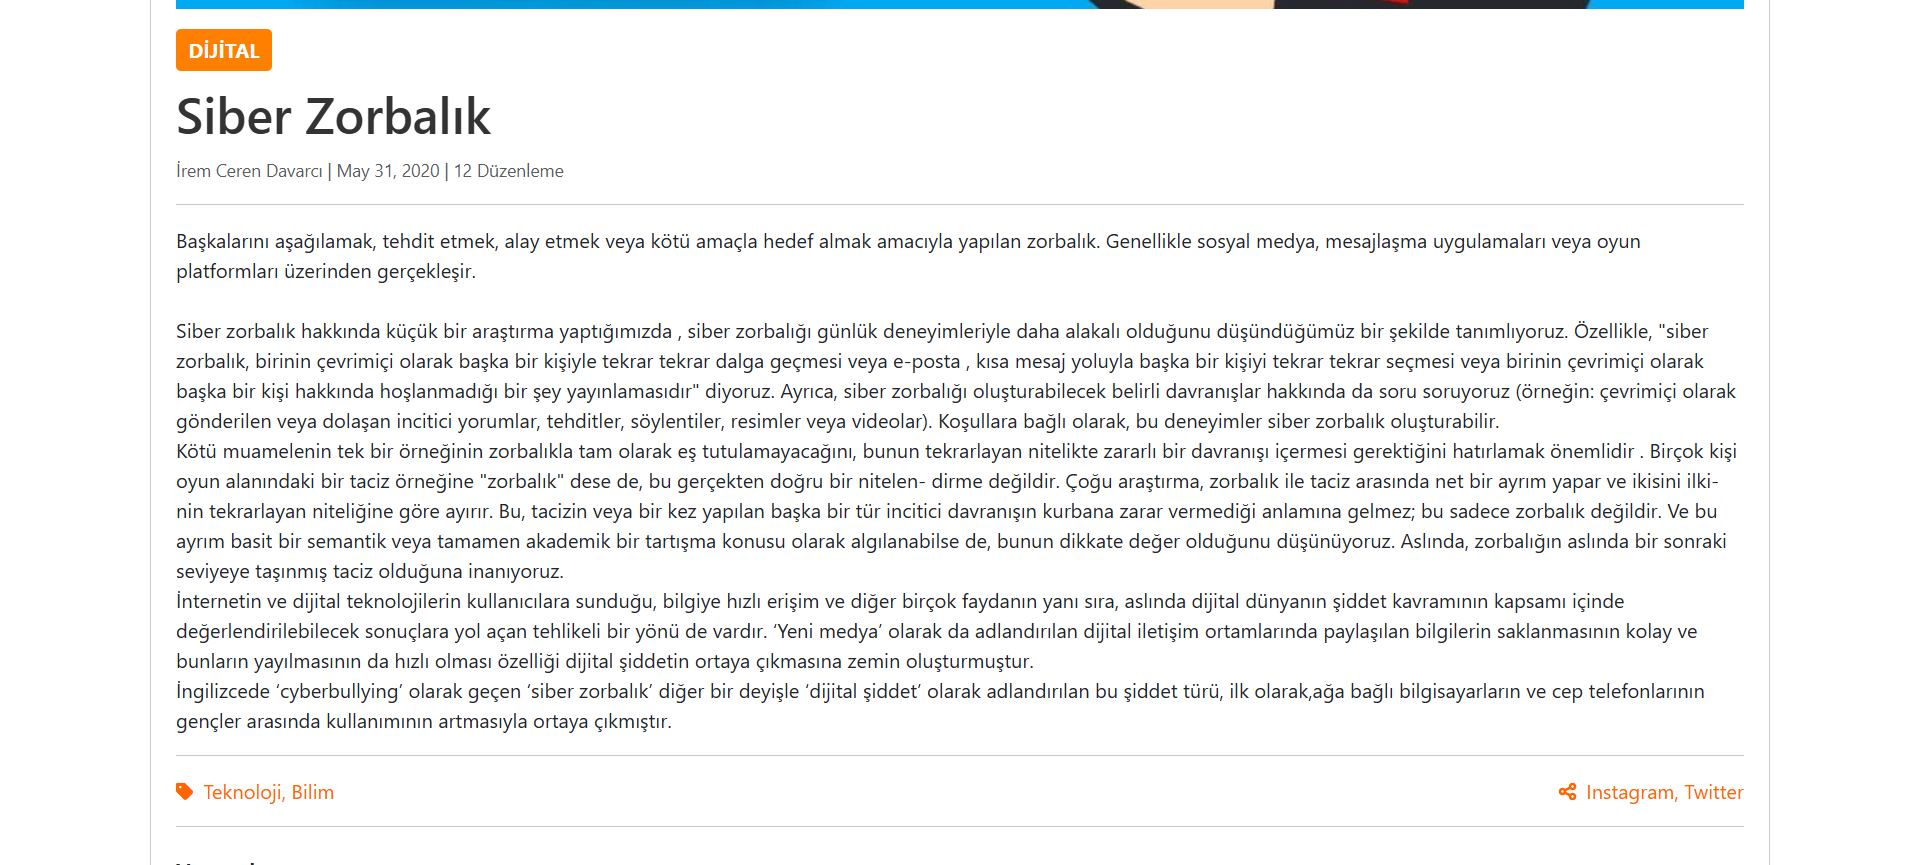 DİJİTAL
Siber Zorbalık
İrem Ceren Davarcı | May 31, 2020 | 12 Düzenleme
Başkalarını aşağılamak, tehdit etmek, alay etmek veya kötü amaçla hedef almak amacıyla yapılan zorbalık. Genellikle sosyal medya, mesajlaşma uygulamaları veya oyun
platformları üzerinden gerçekleşir.
Siber zorbalık hakkında küçük bir araştırma yaptığımızda , siber zorbalığı günlük deneyimleriyle daha alakalı olduğunu düşündüğümüz bir şekilde tanımlıyoruz. Özellikle, "siber
zorbalık, birinin çevrimiçi olarak başka bir kişiyle tekrar tekrar dalga geçmesi veya e-posta , kısa mesaj yoluyla başka bir kişiyi tekrar tekrar seçmesi veya birinin çevrimiçi olarak
başka bir kişi hakkında hoşlanmadığı bir şey yayınlamasıdır" diyoruz. Ayrıca, siber zorbalığı oluşturabilecek belirli davranışlar hakkında da soru soruyoruz (örneğin: çevrimiçi olarak
gönderilen veya dolaşan incitici yorumlar, tehditler, söylentiler, resimler veya videolar). Koşullara bağlı olarak, bu deneyimler siber zorbalık oluşturabilir.
Kötü muamelenin tek bir örneğinin zorbalıkla tam olarak eş tutulamayacağını, bunun tekrarlayan nitelikte zararlı bir davranışı içermesi gerektiğini hatırlamak önemlidir . Birçok kişi
oyun alanındaki bir taciz örneğine "zorbalık" dese de, bu gerçekten doğru bir nitelen- dirme değildir. Çoğu araştırma, zorbalık ile taciz arasında net bir ayrım yapar ve ikisini ilki-
nin tekrarlayan niteliğine göre ayırır. Bu, tacizin veya bir kez yapılan başka bir tür incitici davranışın kurbana zarar vermediği anlamına gelmez; bu sadece zorbalık değildir. Ve bu
ayrım basit bir semantik veya tamamen akademik bir tartışma konusu olarak algılanabilse de, bunun dikkate değer olduğunu düşünüyoruz. Aslında, zorbalığın aslında bir sonraki
seviyeye taşınmış taciz olduğuna inanıyoruz.
İnternetin ve dijital teknolojilerin kullanıcılara sunduğu, bilgiye hızlı erişim ve diğer birçok faydanın yanı sıra, aslında dijital dünyanın şiddet kavramının kapsamı içinde
değerlendirilebilecek sonuçlara yol açan tehlikeli bir yönü de vardır. ‘Yeni medya’ olarak da adlandırılan dijital iletişim ortamlarında paylaşılan bilgilerin saklanmasının kolay ve
bunların yayılmasının da hızlı olması özelliği dijital şiddetin ortaya çıkmasına zemin oluşturmuştur.
İngilizcede ‘cyberbullying’ olarak geçen ‘siber zorbalık’ diğer bir deyişle ‘dijital şiddet’ olarak adlandırılan bu şiddet türü, ilk olarak,ağa bağlı bilgisayarların ve cep telefonlarının
gençler arasında kullanımının artmasıyla ortaya çıkmıştır.
Teknoloji, Bilim
Instagram, Twitter